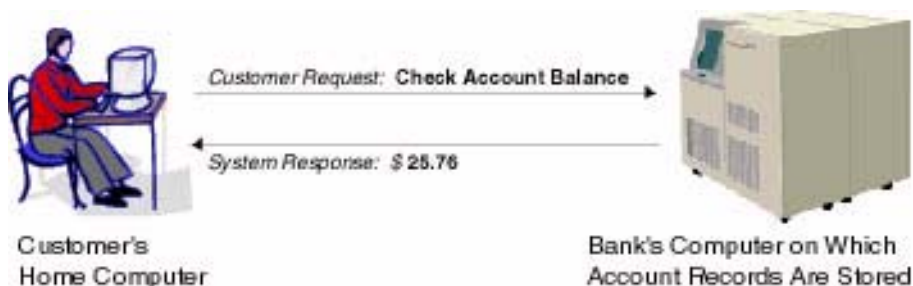 Customer Request: Check Account Balance
System Response: $ 25.76
Customer's
Home Computer
Bank's Computer on Which
Account Records Are Stored